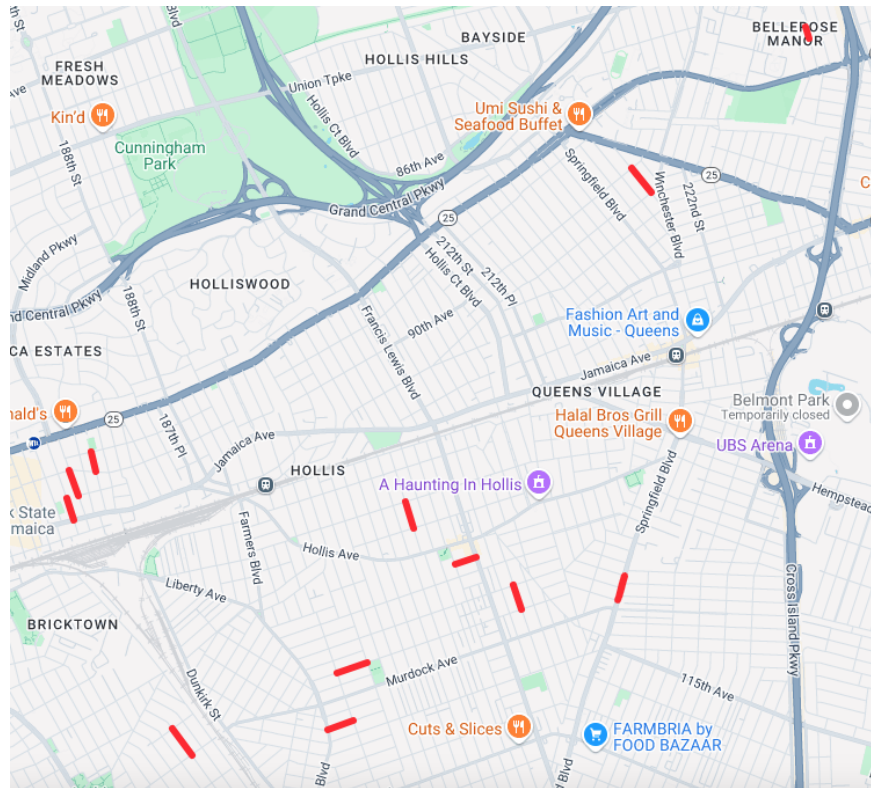 BELLEROSE
MANOR
BAYSIDE
HOLLIS HILLS
FRESH
MEADOWS
Union Tpke
188th St
Kin'd
Hollis Ct Blvd
Umi Sushi &
Seafood Buffet
Cunningham
Park
86th Ave
Springfield Blvd
Winchester Blvd
25
222nd St
Grand Central Pkwy
25
Midland Pkwy
212th St
Hollis Ct Blvd
212th Pl
HOLLISWOOD
188th St
nd Central Pkwy
Francis Lewis Blvd
90th Ave
Fashion Art and
Music - Queens
CA ESTATES
Jamaica Ave
QUEENS VILLAGE
nald's
25
187th Pl
Belmont Park
Temporarily closed
Halal Bros Grill
Queens Village
Jamaica Ave
UBS Arena
HOLLIS
A Haunting In Hollis
Springfield Blvd
Hempstead
k State
maica
Farmers Blvd
Hollis Ave
Liberty Ave
Cross Island Pkwy
BRICKTOWN
Murdock Ave
115th Ave
Dunkirk St
Cuts & Slices
FARMBRIA by
FOOD BAZAAR
Blvd
d Blvd